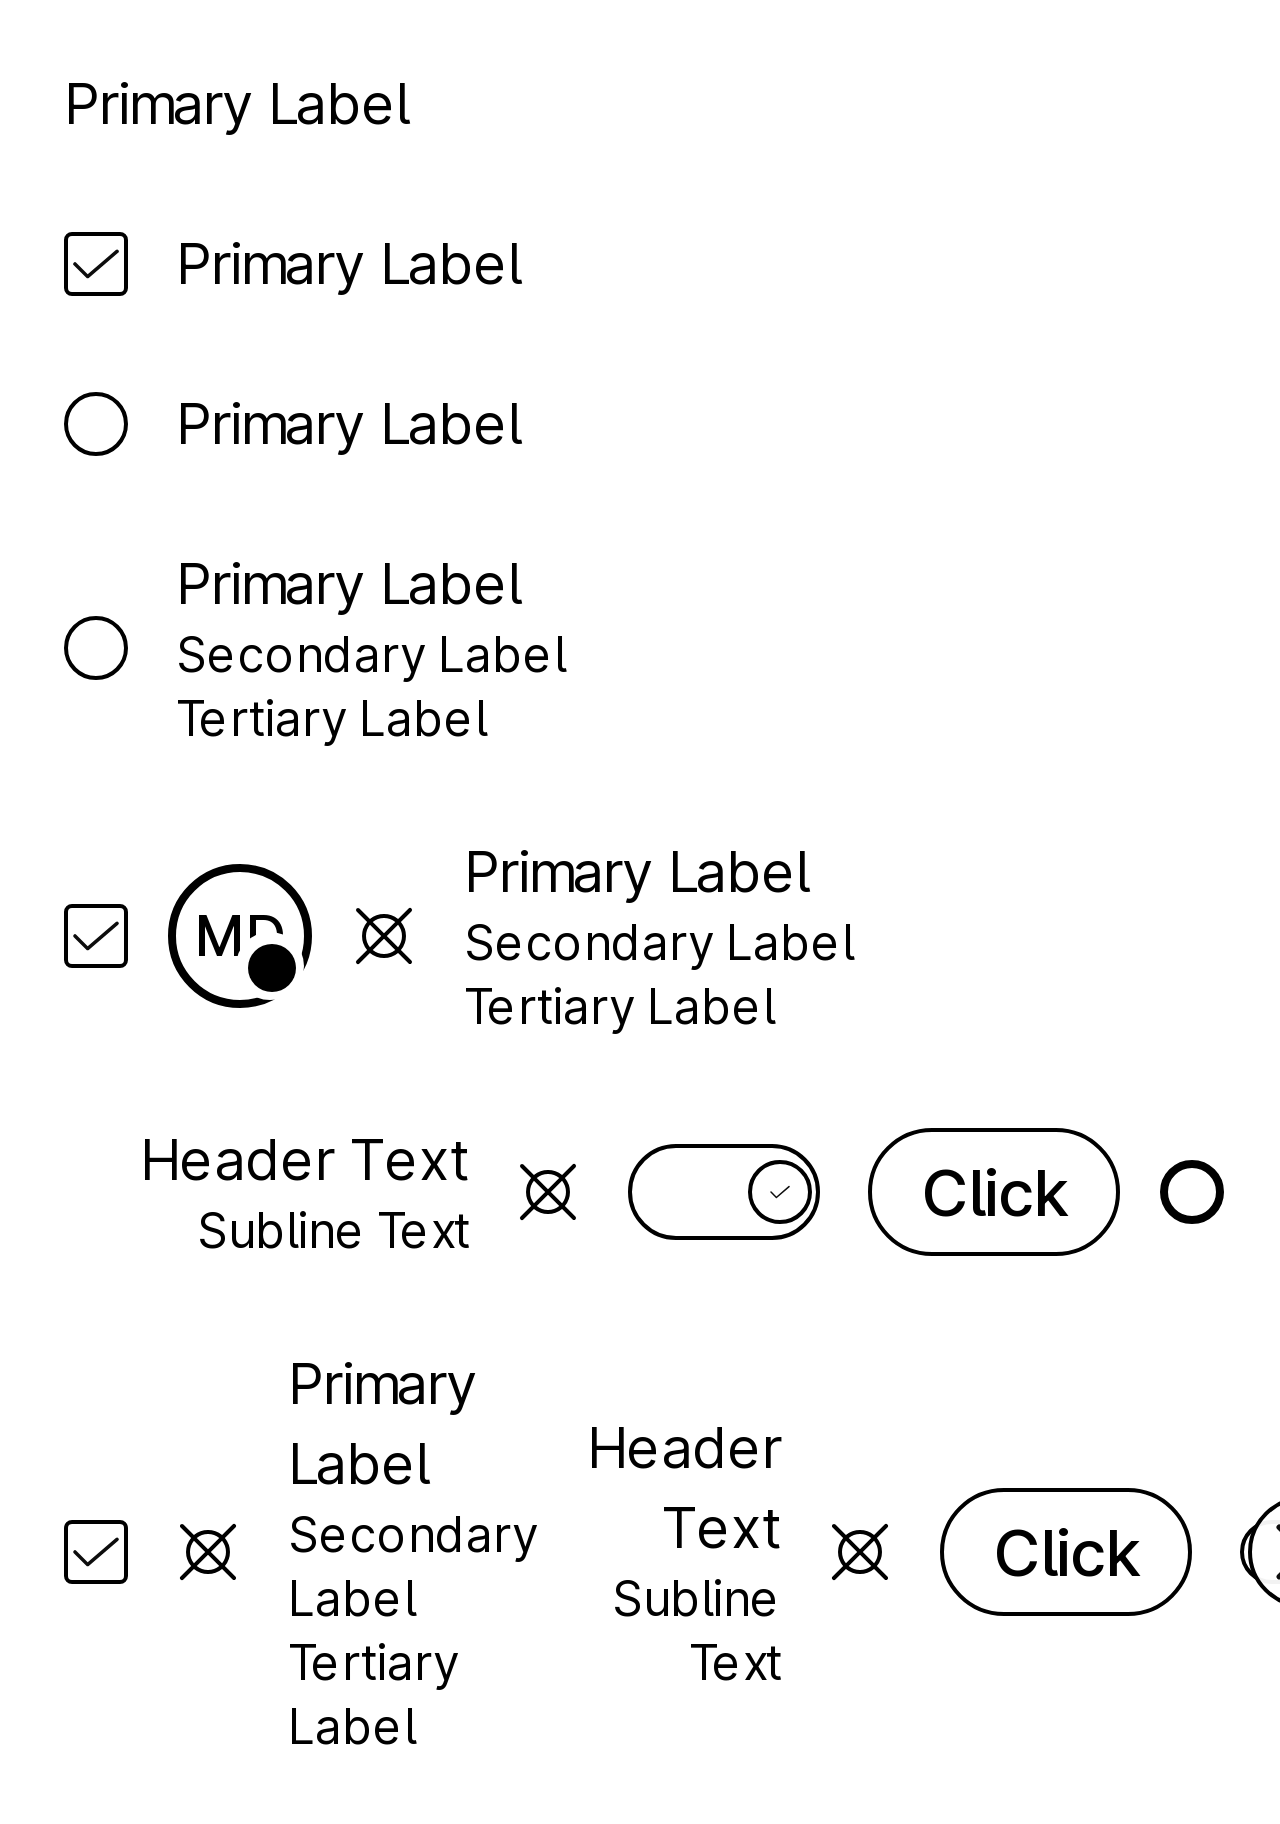 Primary Label
Primary Label
Primary Label
Primary Label
Secondary Label
Tertiary Label
MD
Primary Label
Secondary Label
Tertiary Label
Header Text
Subline Text
Click
Primary
Label
Secondary
Label
Tertiary
Label
Header
Text
Subline
Text
Click